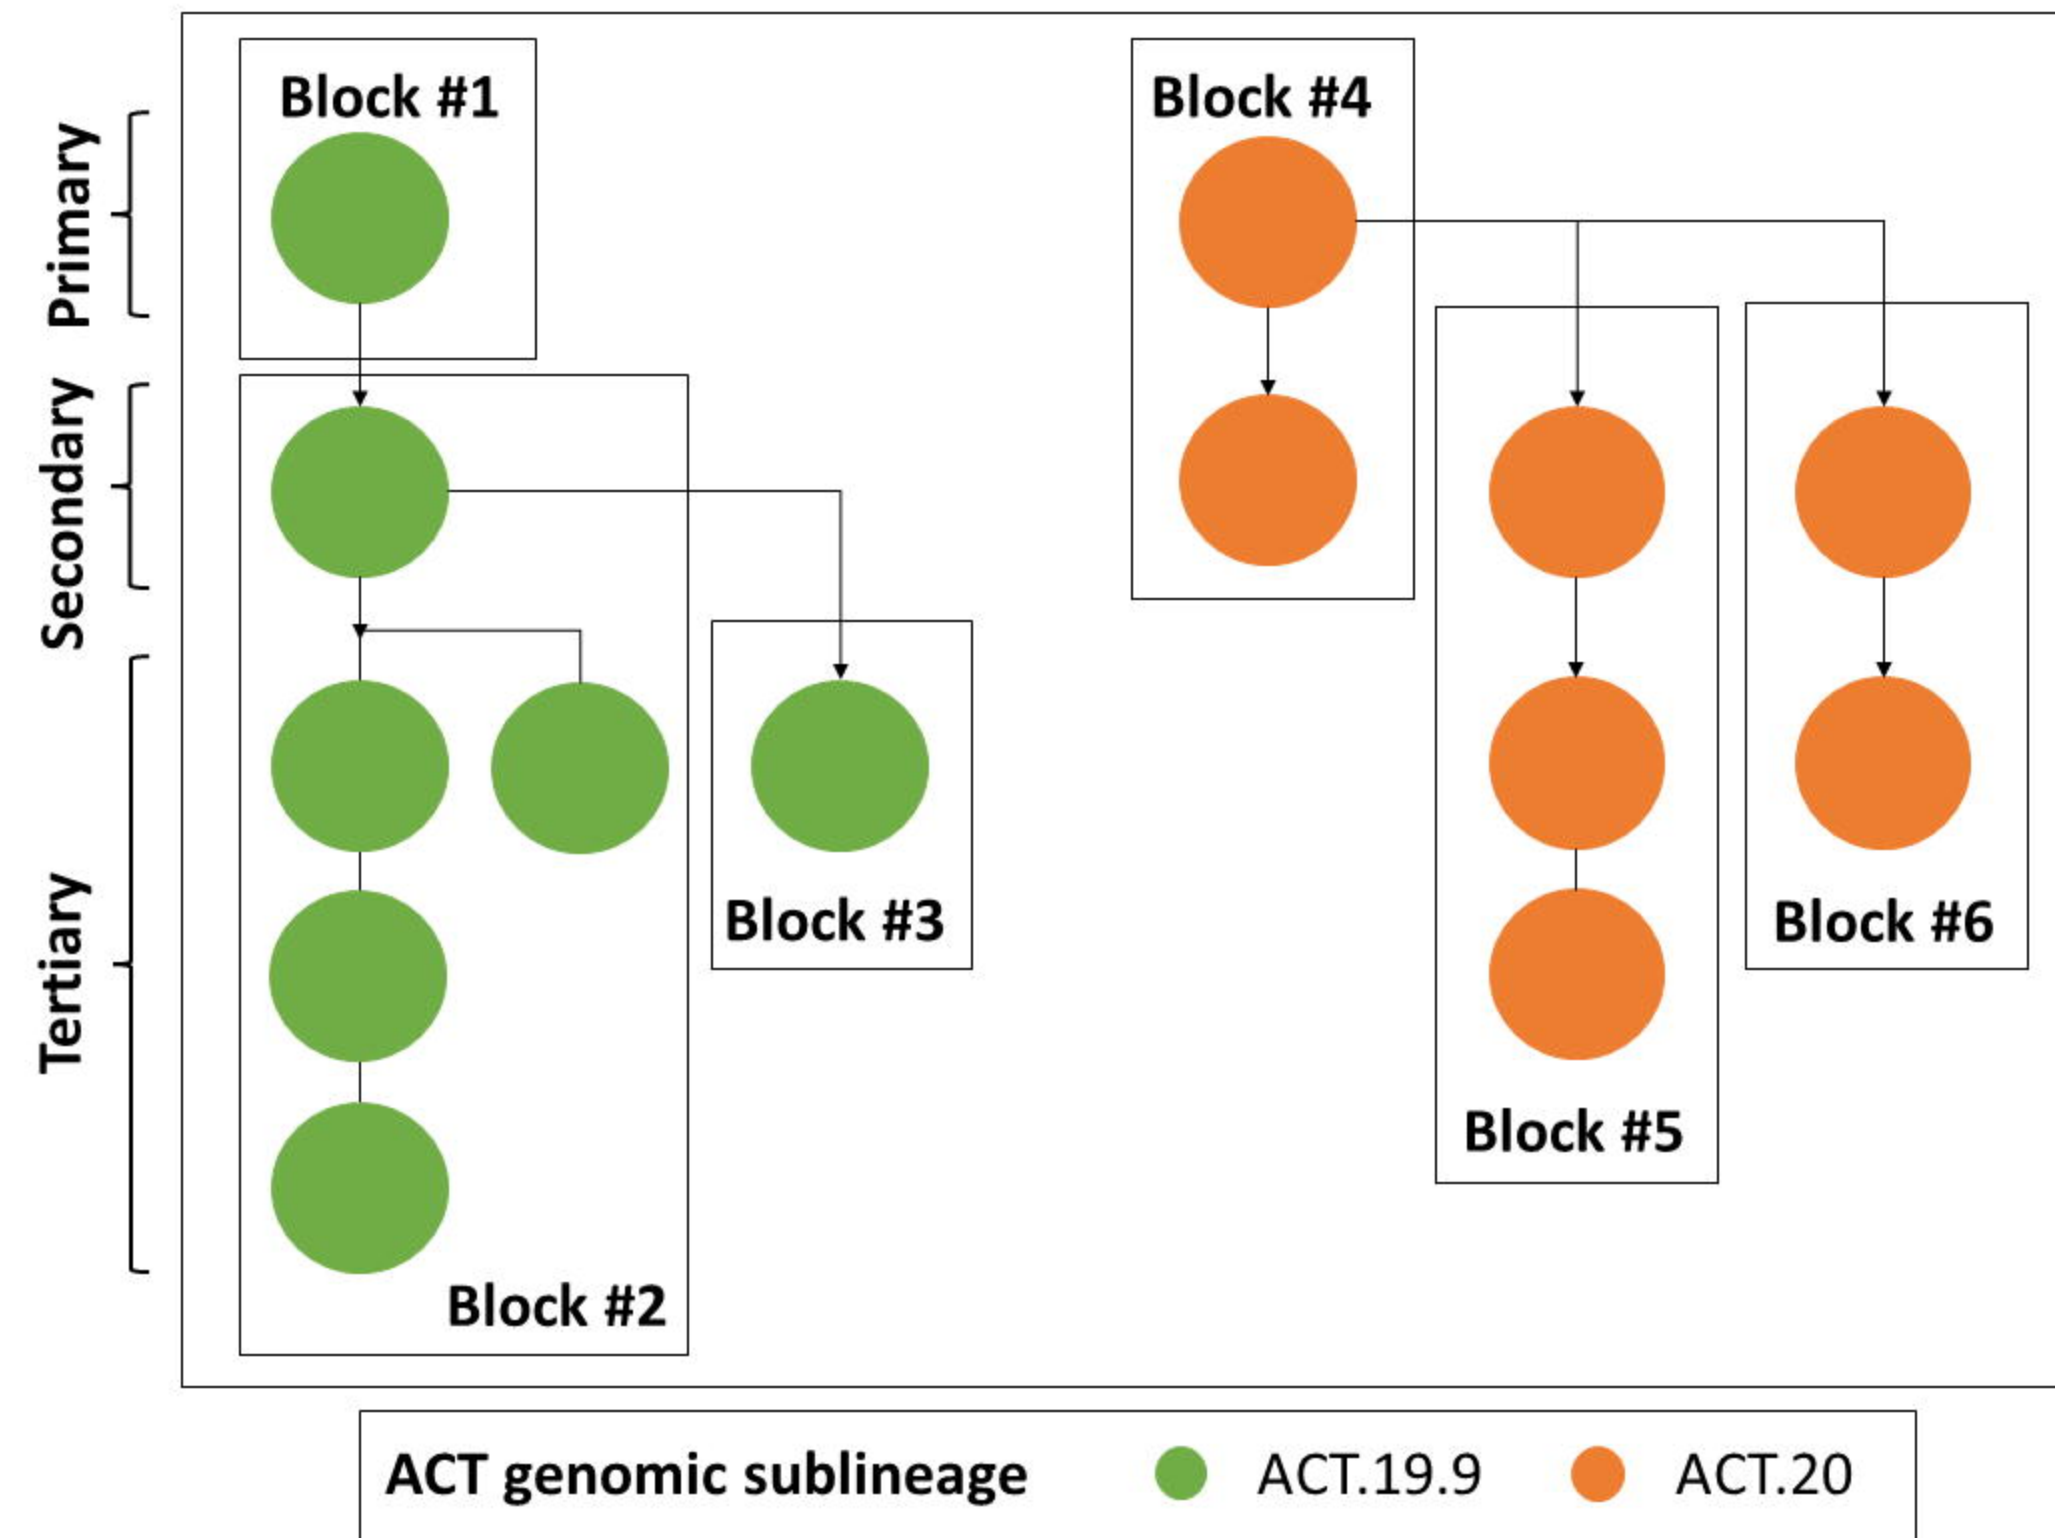 Block #1
Block #4
Primary
Secondary
Tertiary
Block #3
Block #6
Block #5
Block #2
ACT genomic sublineage
ACT.19.9
ACT.20